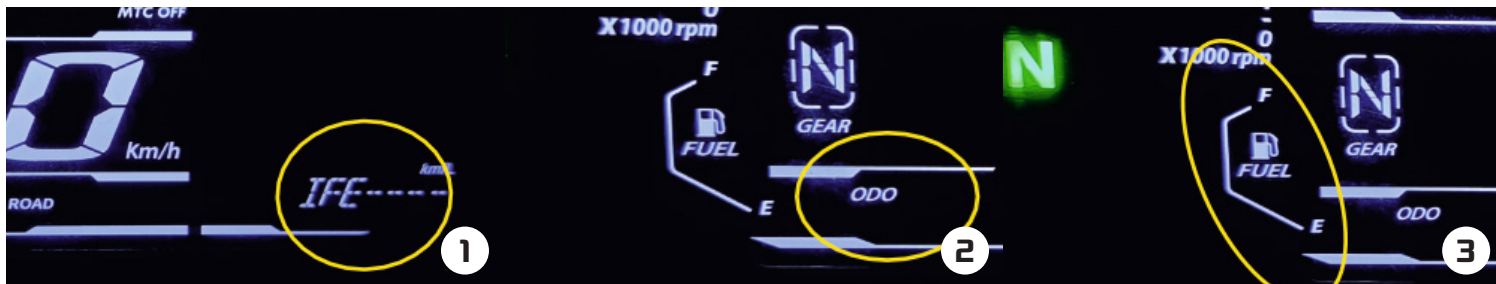 MTC OFF
0
Km/h
ROAD
km/L
IFE-----
1
0
X1000 rpm
F
N
FUEL
GEAR
ODO
E
2
N
0
X1000 rpm
F
N
FUEL
GEAR
ODO
E
3